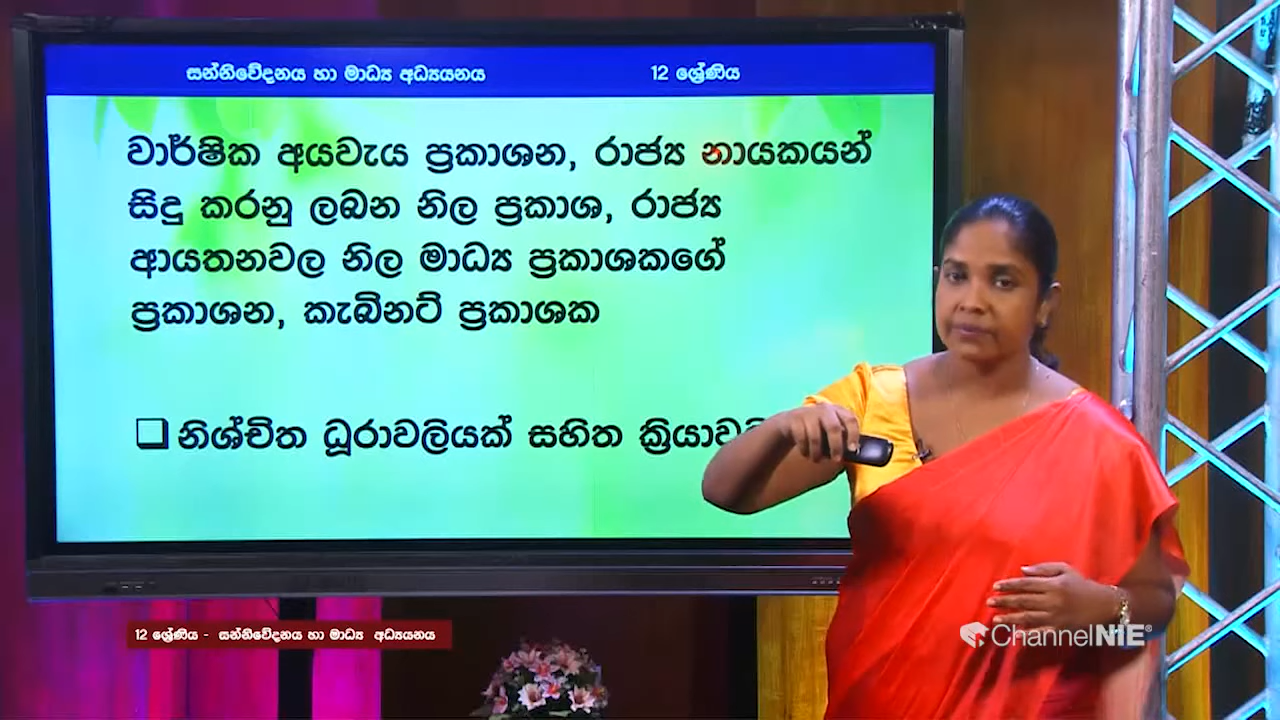 සන්නිවේදනය හා මාධ්‍ය අධ්‍යයනය 12 ශ්‍රේණිය
වාර්ෂික අයවැය ප්‍රකාශන, රාජ්‍ය නායකයන්
සිදු කරනු ලබන නිල ප්‍රකාශ, රාජ්‍ය
ආයතනවල නිල මාධ්‍ය ප්‍රකාශකගේ
ප්‍රකාශන, කැබිනට් ප්‍රකාශක
නිශ්චිත ධූරාවලියක් සහිත
12 ශ්‍රේණිය - සන්නිවේදනය හා මාධ්‍ය අධ්‍යයනය
ChannelNIE®